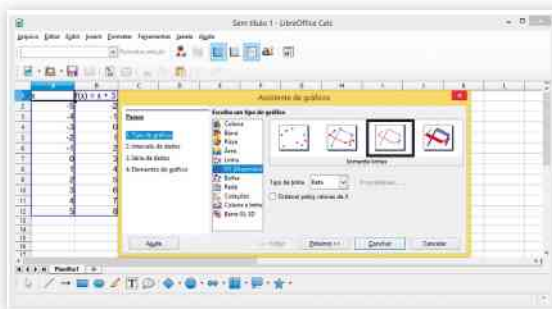 Sem título 1 - LibreOffice Calc
Arquivo Editar Exibir Inserir Formatar Ferramentas Janela Ajuda
f(x) = x + 3
Assistente de gráficos
Passos
1. Tipo de gráfico
2. Intervalo de dados
3. Série de dados
4. Elementos do gráfico
Escolha um tipo de gráfico
Coluna
Barra
Pizza
Área
Linha
XY (Dispersão)
Bolha
Rede
Cotações
Coluna e linha
Somente linhas
Tipo de linha Reta
Propriedades...
Ordenar pelos valores de X
Ajuda
Próximo >>
Concluir
Cancelar
Planilha1